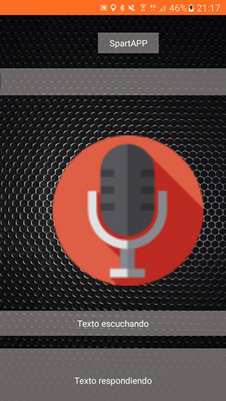 46% 21:17
SpartAPP
Texto escuchando
Texto respondiendo